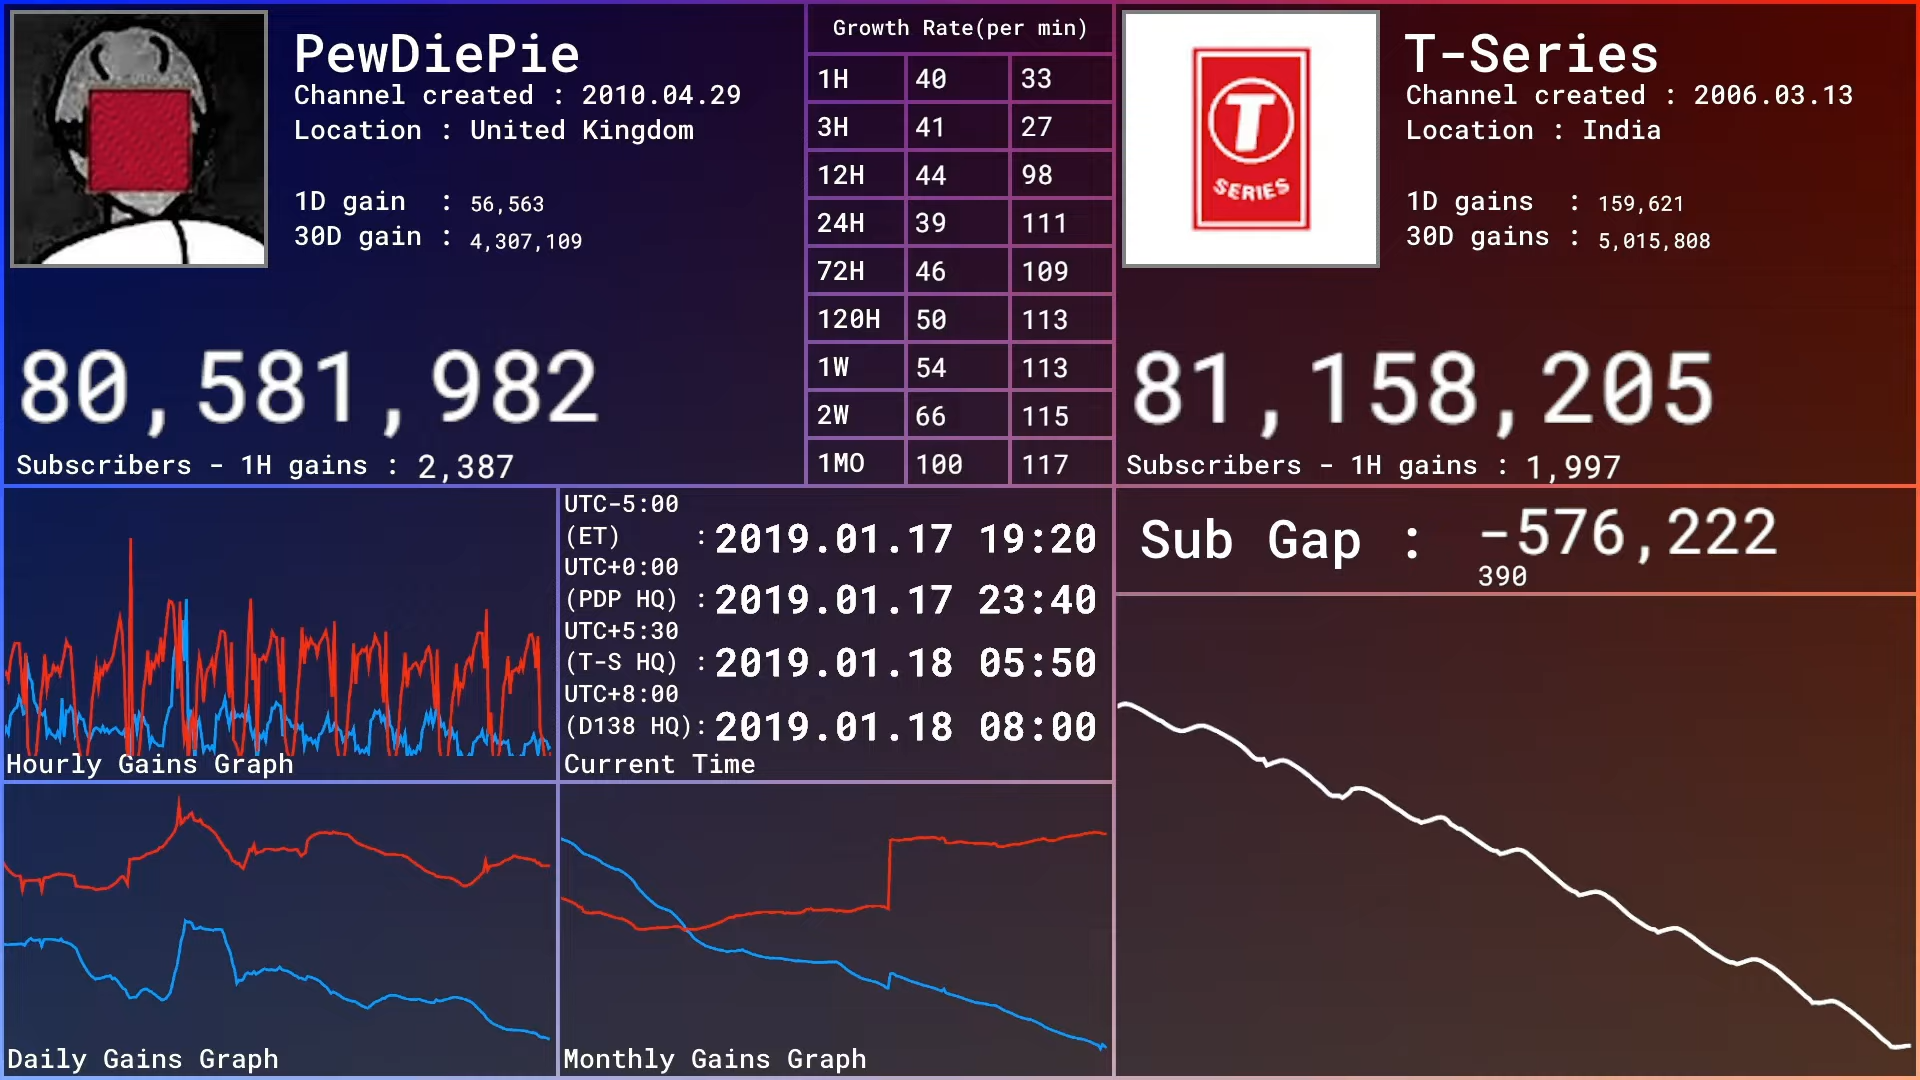 PewDiePie
Channel created : 2010.04.29
Location : United Kingdom
1D gain : 56,563
30D gain : 4,307,109
80,581,982
Subscribers - 1H gains : 2,387
Growth Rate(per min)
1H 40 33
3H 41 27
12H 44 98
24H 39 111
72H 46 109
120H 50 113
1W 54 113
2W 66 115
1MO 100 117
T SERIES
T-Series
Channel created : 2006.03.13
Location : India
1D gains : 159,621
30D gains : 5,015,808
81,158,205
Subscribers - 1H gains : 1,997
Hourly Gains Graph
UTC-5:00
(ET) :2019.01.17 19:20
UTC+0:00
(PDP HQ) :2019.01.17 23:40
UTC+5:30
(T-S HQ) :2019.01.18 05:50
UTC+8:00
(D138 HQ):2019.01.18 08:00
Current Time
Sub Gap : -576,222
390
Daily Gains Graph
Monthly Gains Graph